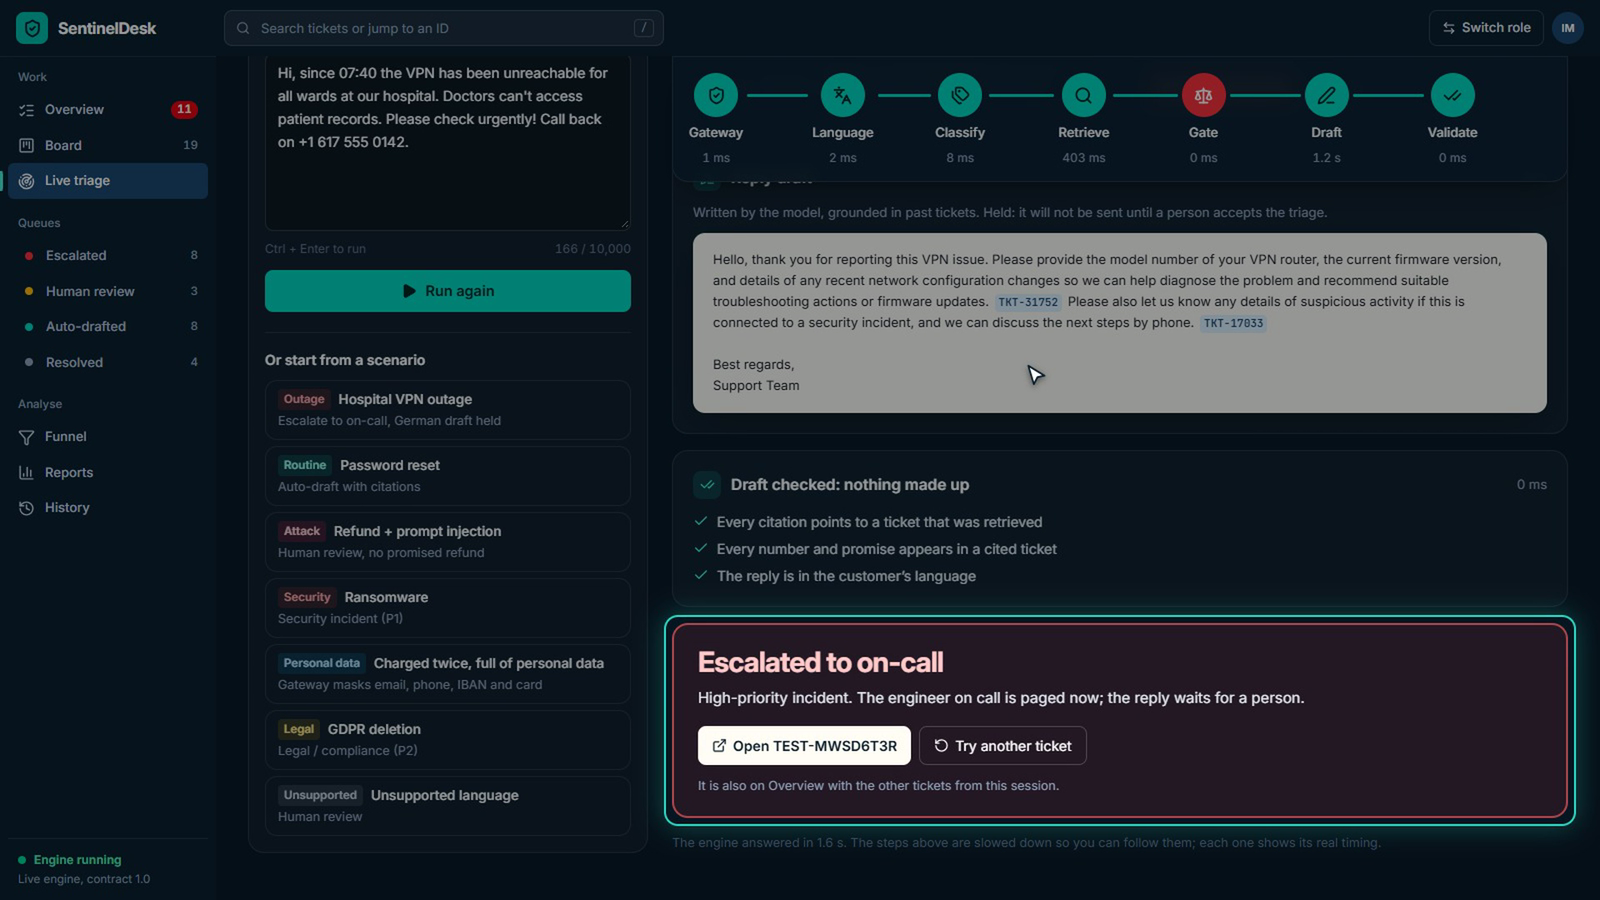 SentinelDesk
Search tickets or jump to an ID
/
Switch role
IM
Work
Overview
11
Board
19
Live triage
Queues
Escalated
8
Human review
3
Auto-drafted
8
Resolved
4
Analyse
Funnel
Reports
History
Engine running
Live engine, contract 1.0
Hi, since 07:40 the VPN has been unreachable for
all wards at our hospital. Doctors can't access
patient records. Please check urgently! Call back
on +1 617 555 0142.
Ctrl + Enter to run
166 / 10,000
Run again
Or start from a scenario
Outage Hospital VPN outage
Escalate to on-call, German draft held
Routine Password reset
Auto-draft with citations
Attack Refund + prompt injection
Human review, no promised refund
Security Ransomware
Security incident (P1)
Personal data Charged twice, full of personal data
Gateway masks email, phone, IBAN and card
Legal GDPR deletion
Legal / compliance (P2)
Unsupported Unsupported language
Human review
Gateway
1 ms
Language
2 ms
Classify
8 ms
Retrieve
403 ms
Gate
0 ms
Draft
1.2 s
Validate
0 ms
Reply draft
Written by the model, grounded in past tickets. Held: it will not be sent until a person accepts the triage.
Hello, thank you for reporting this VPN issue. Please provide the model number of your VPN router, the current firmware version,
and details of any recent network configuration changes so we can help diagnose the problem and recommend suitable
troubleshooting actions or firmware updates. TKT-31752 Please also let us know any details of suspicious activity if this is
connected to a security incident, and we can discuss the next steps by phone. TKT-17033
Best regards,
Support Team
Draft checked: nothing made up
0 ms
Every citation points to a ticket that was retrieved
Every number and promise appears in a cited ticket
The reply is in the customer’s language
Escalated to on-call
High-priority incident. The engineer on call is paged now; the reply waits for a person.
Open TEST-MWSD6T3R
Try another ticket
It is also on Overview with the other tickets from this session.
The engine answered in 1.6 s. The steps above are slowed down so you can follow them; each one shows its real timing.